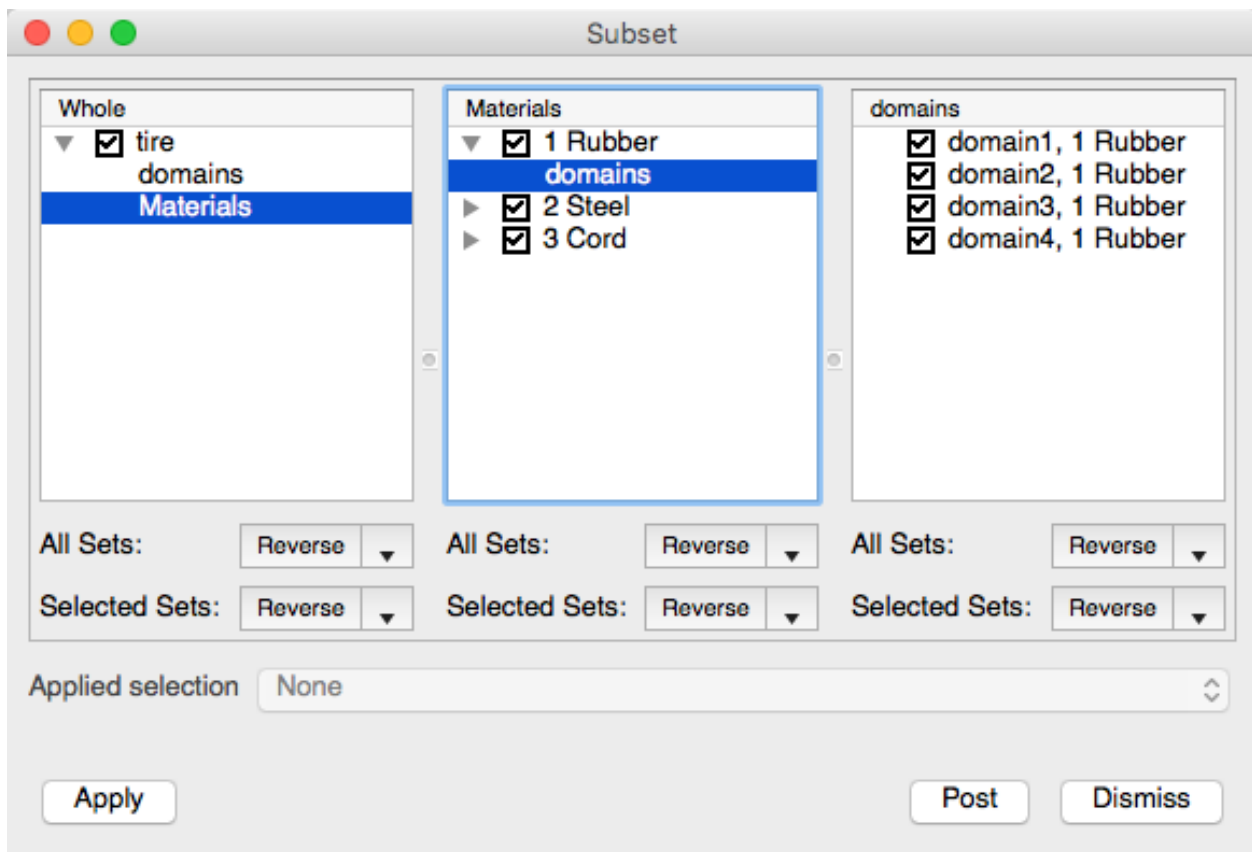 Subset
Whole
tire
domains
Materials
Materials
1 Rubber
domains
2 Steel
3 Cord
domains
domain1, 1 Rubber
domain2, 1 Rubber
domain3, 1 Rubber
domain4, 1 Rubber
All Sets: Reverse All Sets: Reverse All Sets: Reverse
Selected Sets: Reverse Selected Sets: Reverse Selected Sets: Reverse
Applied selection None
Apply Post Dismiss